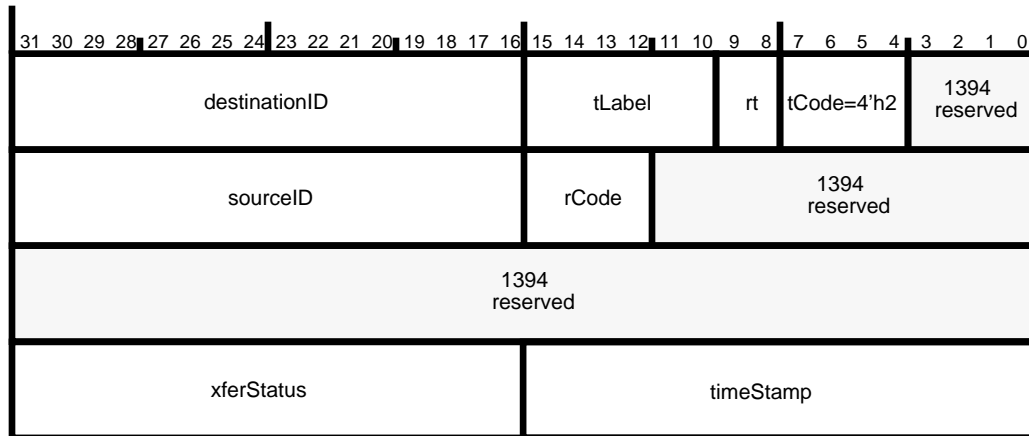 31 30 29 28 27 26 25 24 23 22 21 20 19 18 17 16 15 14 13 12 11 10 9 8 7 6 5 4 3 2 1 0
destinationID tLabel rt tCode=4'h2 1394
reserved
sourceID rCode 1394
reserved
1394
reserved
xferStatus timeStamp